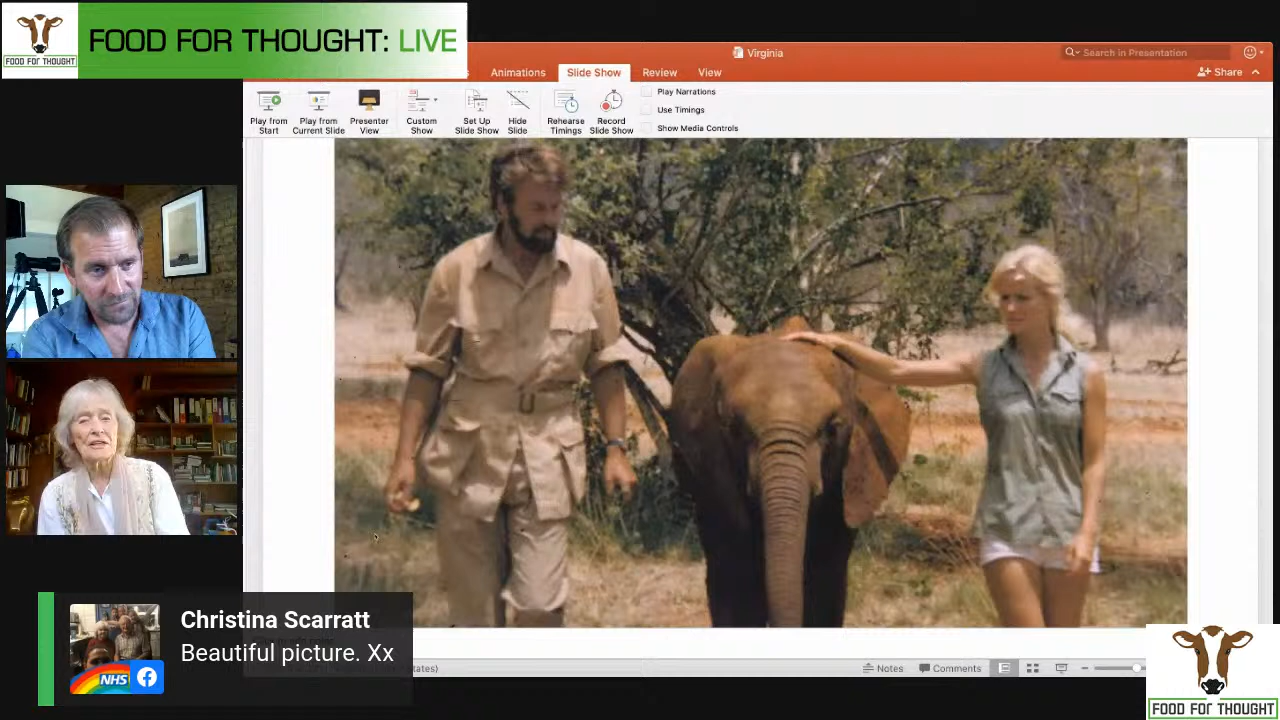 FOOD FOR THOUGHT
FOOD FOR THOUGHT: LIVE
Virginia
Search in Presentation
Animations
Slide Show
Review
View
Share
Play from
Start
Play from
Current Slide
Presenter
View
Custom
Show
Set Up
Slide Show
Hide
Slide
Rehearse
Timings
Record
Slide Show
Play Narrations
Use Timings
Show Media Controls
Christina Scarratt
Beautiful picture. Xx
NHS
Notes
Comments
FOOD FOR THOUGHT